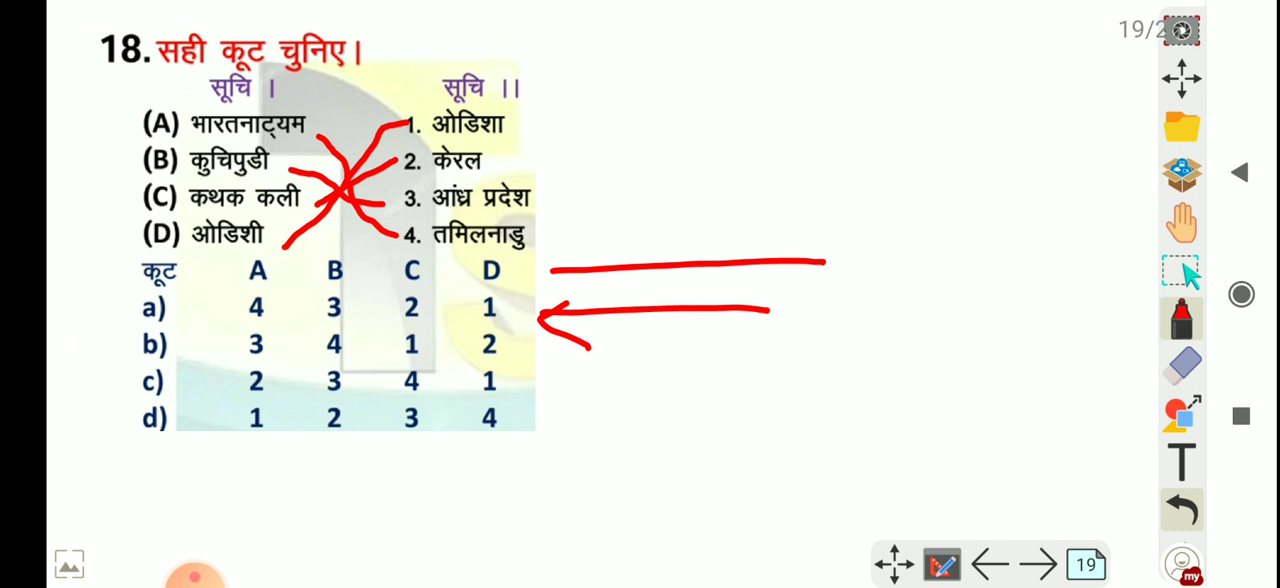 19/2
18. सही कूट चुनिए।
सूचि । सूचि ।।
(A) भारतनाट्यम 1. ओडिशा
(B) कुचिपुडी 2. केरल
(C) कथक कली 3. आंध्र प्रदेश
(D) ओडिशी 4. तमिलनाडु
कूट A B C D
a) 4 3 2 1
b) 3 4 1 2
c) 2 3 4 1
d) 1 2 3 4
T
19
my